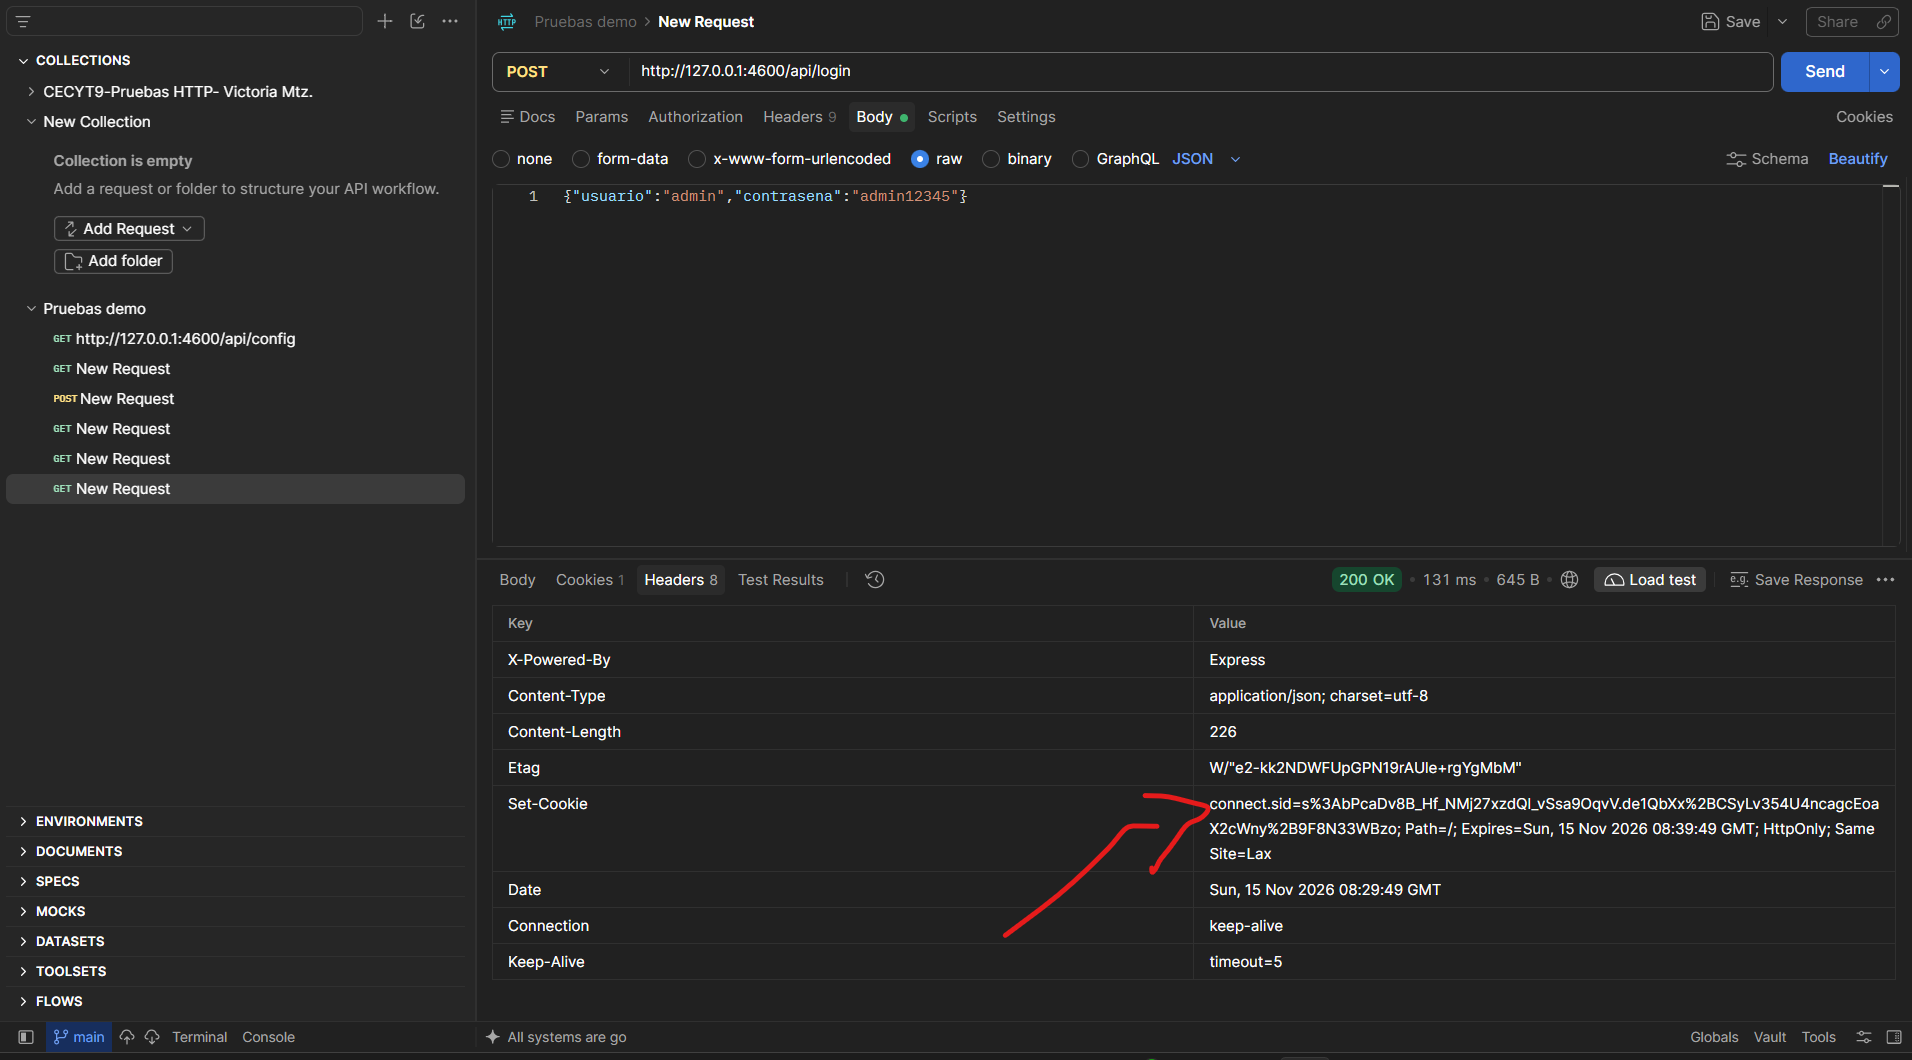 Pruebas demo > New Request
Save
Share
COLLECTIONS
CECYT9-Pruebas HTTP- Victoria Mtz.
New Collection
Collection is empty
Add a request or folder to structure your API workflow.
Add Request
Add folder
Pruebas demo
GET http://127.0.0.1:4600/api/config
GET New Request
POST New Request
GET New Request
GET New Request
GET New Request
ENVIRONMENTS
DOCUMENTS
SPECS
MOCKS
DATASETS
TOOLSETS
FLOWS
HTTP
POST http://127.0.0.1:4600/api/login
Send
Docs Params Authorization Headers 9 Body Scripts Settings Cookies
none form-data x-www-form-urlencoded raw binary GraphQL JSON Schema Beautify
1 {"usuario":"admin","contrasena":"admin12345"}
Body Cookies 1 Headers 8 Test Results 200 OK • 131 ms • 645 B • Load test e.g. Save Response
Key Value
X-Powered-By Express
Content-Type application/json; charset=utf-8
Content-Length 226
Etag W/"e2-kk2NDWFUpGPN19rAUle+rgYgMbM"
Set-Cookie connect.sid=s%3AbPcaDv8B_Hf_NMj27xzdQl_vSsa9OqvV.de1QbXx%2BCSyLv354U4ncagcEoa
X2cWny%2B9F8N33WBzo; Path=/; Expires=Sun, 15 Nov 2026 08:39:49 GMT; HttpOnly; Same
Site=Lax
Date Sun, 15 Nov 2026 08:29:49 GMT
Connection keep-alive
Keep-Alive timeout=5
main Terminal Console All systems are go Globals Vault Tools